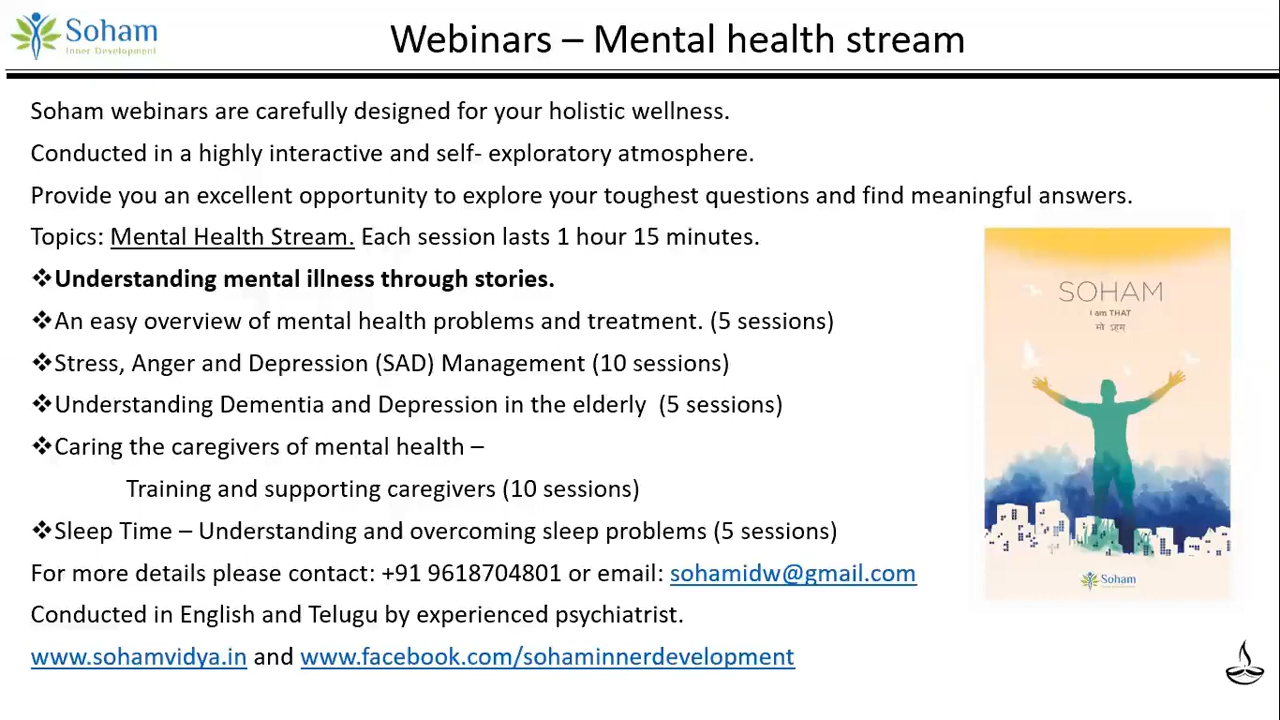 Soham
Inner Development
Webinars – Mental health stream
Soham webinars are carefully designed for your holistic wellness.
Conducted in a highly interactive and self- exploratory atmosphere.
Provide you an excellent opportunity to explore your toughest questions and find meaningful answers.
Topics: Mental Health Stream. Each session lasts 1 hour 15 minutes.
❖Understanding mental illness through stories.
❖An easy overview of mental health problems and treatment. (5 sessions)
❖Stress, Anger and Depression (SAD) Management (10 sessions)
❖Understanding Dementia and Depression in the elderly (5 sessions)
❖Caring the caregivers of mental health –
Training and supporting caregivers (10 sessions)
❖Sleep Time – Understanding and overcoming sleep problems (5 sessions)
For more details please contact: +91 9618704801 or email: sohamidw@gmail.com
Conducted in English and Telugu by experienced psychiatrist.
www.sohamvidya.in and www.facebook.com/sohaminnerdevelopment
SOHAM
I am THAT
सो ऽहम्
Soham